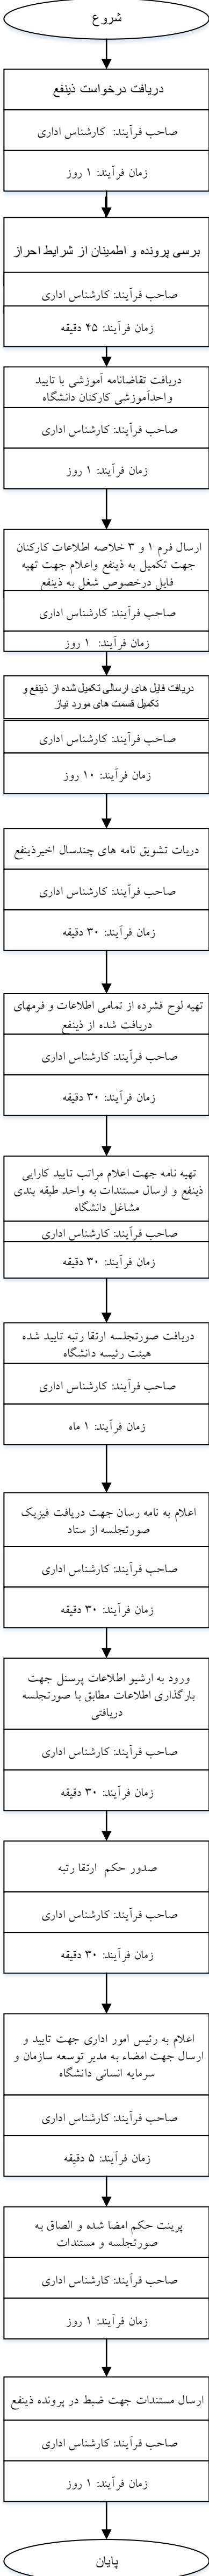 شروع
دریافت درخواست ذینفع
صاحب فرآیند: کارشناس اداری
زمان فرآیند: ۱ روز
برسی پرونده و اطمینان از شرایط احراز
صاحب فرآیند: کارشناس اداری
زمان فرآیند: ۴۵ دقیقه
دریافت تقاضانامه آموزشی با تایید
واحدآموزشی کارکنان دانشگاه
صاحب فرآیند: کارشناس اداری
زمان فرآیند: ۱ روز
ارسال فرم ۱ و ۳ خلاصه اطلاعات کارکنان
جهت تکمیل به ذینفع واعلام جهت تهیه
فایل درخصوص شغل به ذینفع
صاحب فرآیند: کارشناس اداری
زمان فرآیند: ۱ روز
دریافت فایل های ارسالی تکمیل شده از ذینفع و
تکمیل قسمت های مورد نیاز
صاحب فرآیند: کارشناس اداری
زمان فرآیند: ۱۰ روز
دریات تشویق نامه های چندسال اخیرذینفع
صاحب فرآیند: کارشناس اداری
زمان فرآیند: ۳۰ دقیقه
تهیه لوح فشرده از تمامی اطلاعات و فرمهای
دریافت شده از ذینفع
صاحب فرآیند: کارشناس اداری
زمان فرآیند: ۳۰ دقیقه
تهیه نامه جهت اعلام مراتب تایید کارایی
ذینفع و ارسال مستندات به واحد طبقه بندی
مشاغل دانشگاه
صاحب فرآیند: کارشناس اداری
زمان فرآیند: ۳۰ دقیقه
دریافت صورتجلسه ارتقا رتبه تایید شده
هیئت رئیسه دانشگاه
صاحب فرآیند: کارشناس اداری
زمان فرآیند: ۱ ماه
اعلام به نامه رسان جهت دریافت فیزیک
صورتجلسه از ستاد
صاحب فرآیند: کارشناس اداری
زمان فرآیند: ۳۰ دقیقه
ورود به ارشیو اطلاعات پرسنل جهت
بارگذاری اطلاعات مطابق با صورتجلسه
دریافتی
صاحب فرآیند: کارشناس اداری
زمان فرآیند: ۳۰ دقیقه
صدور حکم ارتقا رتبه
صاحب فرآیند: کارشناس اداری
زمان فرآیند: ۳۰ دقیقه
اعلام به رئیس امور اداری جهت تایید و
ارسال جهت امضاء به مدیر توسعه سازمان و
سرمایه انسانی دانشگاه
صاحب فرآیند: کارشناس اداری
زمان فرآیند: ۵ دقیقه
پرینت حکم امضا شده و الصاق به
صورتجلسه و مستندات
صاحب فرآیند: کارشناس اداری
زمان فرآیند: ۱ روز
ارسال مستندات جهت ضبط در پرونده ذینفع
صاحب فرآیند: کارشناس اداری
زمان فرآیند: ۱ روز
پایان